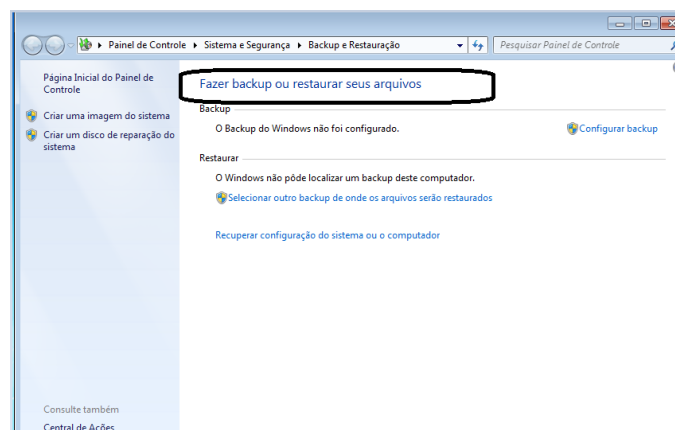 Painel de Controle ▸ Sistema e Segurança ▸ Backup e Restauração
Pesquisar Painel de Controle
Página Inicial do Painel de
Controle
Criar uma imagem do sistema
Criar um disco de reparação do
sistema
Fazer backup ou restaurar seus arquivos
Backup
O Backup do Windows não foi configurado.
Configurar backup
Restaurar
O Windows não pôde localizar um backup deste computador.
Selecionar outro backup de onde os arquivos serão restaurados
Recuperar configuração do sistema ou o computador
Consulte também
Central de Ações